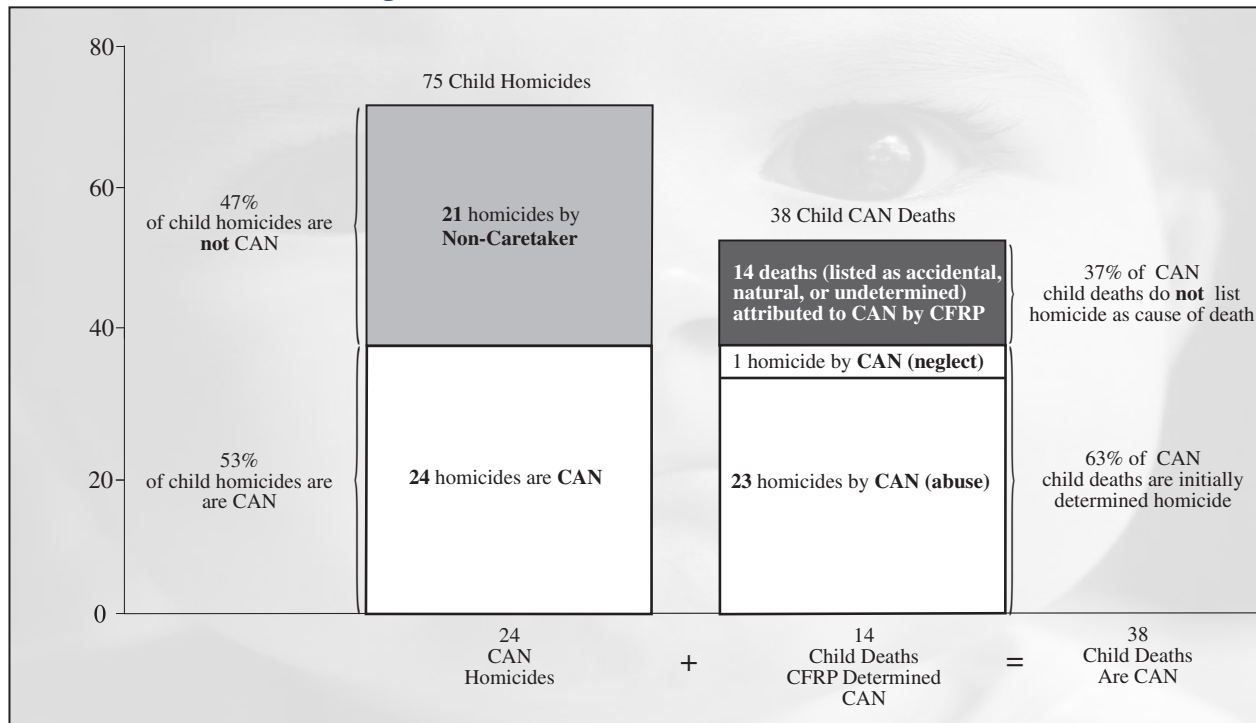 80
60
40
20
0
75 Child Homicides
47%
of child homicides are
not CAN
21 homicides by
Non-Caretaker
53%
of child homicides are
are CAN
24 homicides are CAN
38 Child CAN Deaths
14 deaths (listed as accidental,
natural, or undetermined)
attributed to CAN by CFRP
1 homicide by CAN (neglect)
23 homicides by CAN (abuse)
37% of CAN
child deaths do not list
homicide as cause of death
63% of CAN
child deaths are initially
determined homicide
24
CAN
Homicides
+
14
Child Deaths
CFRP Determined
CAN
=
38
Child Deaths
Are CAN